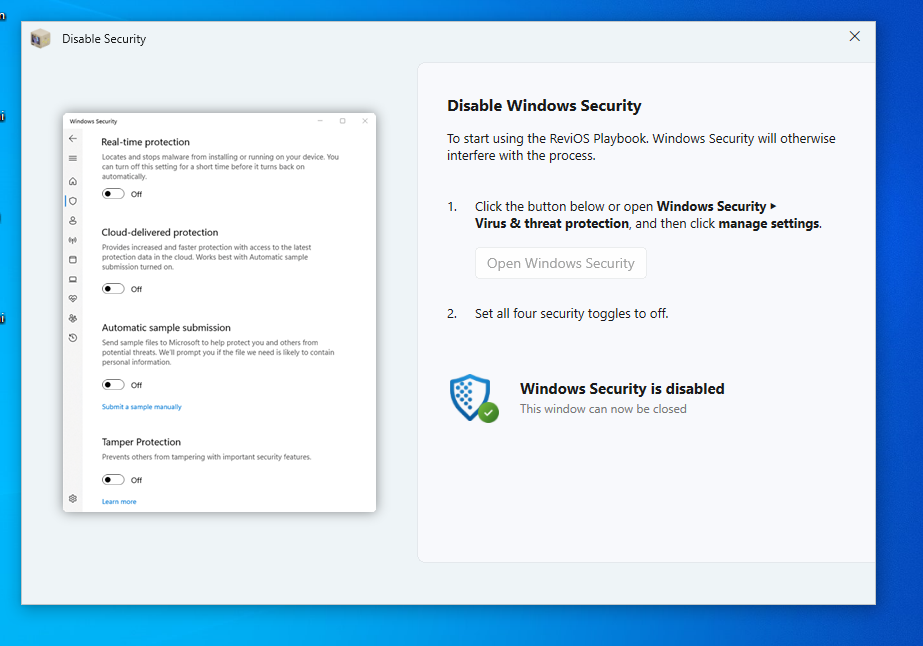 Disable Security
Windows Security
Real-time protection
Locates and stops malware from installing or running on your device. You
can turn off this setting for a short time before it turns back on
automatically.
Off
Cloud-delivered protection
Provides increased and faster protection with access to the latest
protection data in the cloud. Works best with Automatic sample
submission turned on.
Off
Automatic sample submission
Send sample files to Microsoft to help protect you and others from
potential threats. We'll prompt you if the file we need is likely to contain
personal information.
Off
Submit a sample manually
Tamper Protection
Prevents others from tampering with important security features.
Off
Learn more
Disable Windows Security
To start using the ReviOS Playbook. Windows Security will otherwise
interfere with the process.
1. Click the button below or open Windows Security ▸
Virus & threat protection, and then click manage settings.
Open Windows Security
2. Set all four security toggles to off.
Windows Security is disabled
This window can now be closed